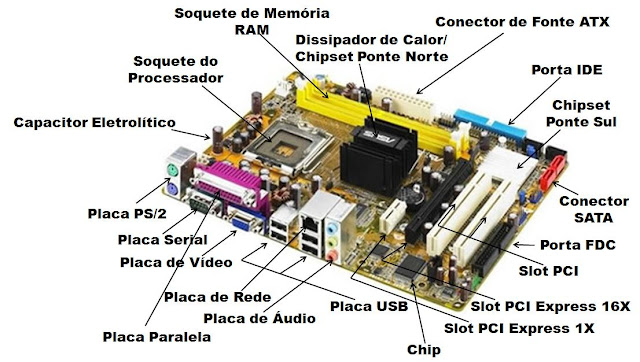 Soquete de Memória
RAM
Conector de Fonte ATX
Dissipador de Calor/
Chipset Ponte Norte
Soquete do
Processador
Porta IDE
Chipset
Ponte Sul
Capacitor Eletrolítico
ASUS
Placa PS/2
Conector
SATA
Placa Serial
Porta FDC
Placa de Vídeo
Slot PCI
Placa de Rede
Placa USB
Slot PCI Express 16X
Placa de Áudio
Slot PCI Express 1X
Placa Paralela
Chip